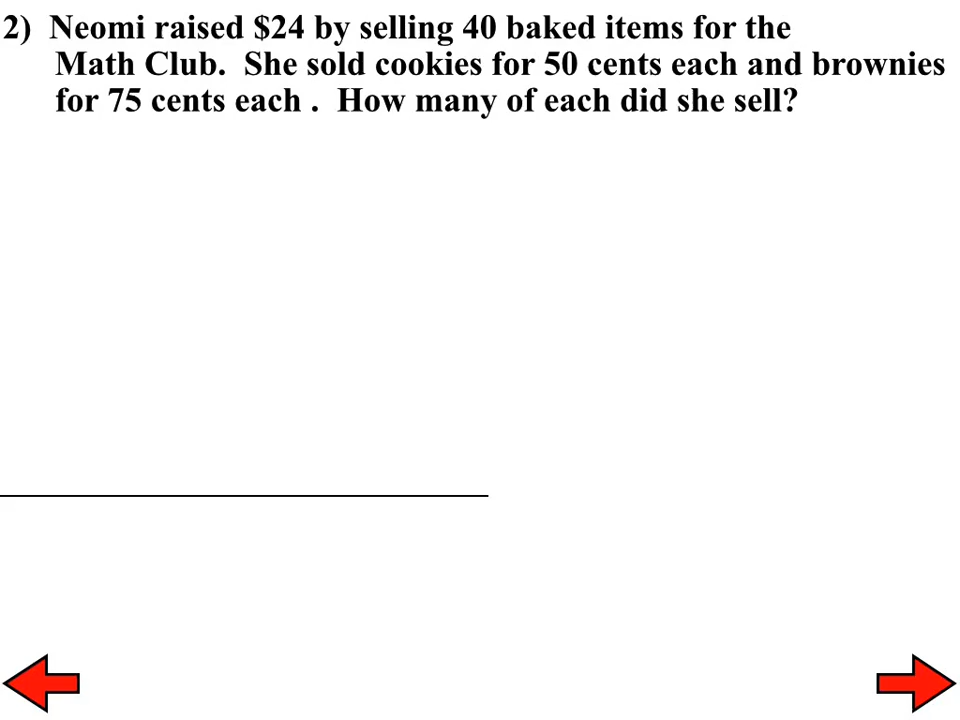 2) Neomi raised $24 by selling 40 baked items for the
Math Club. She sold cookies for 50 cents each and brownies
for 75 cents each . How many of each did she sell?